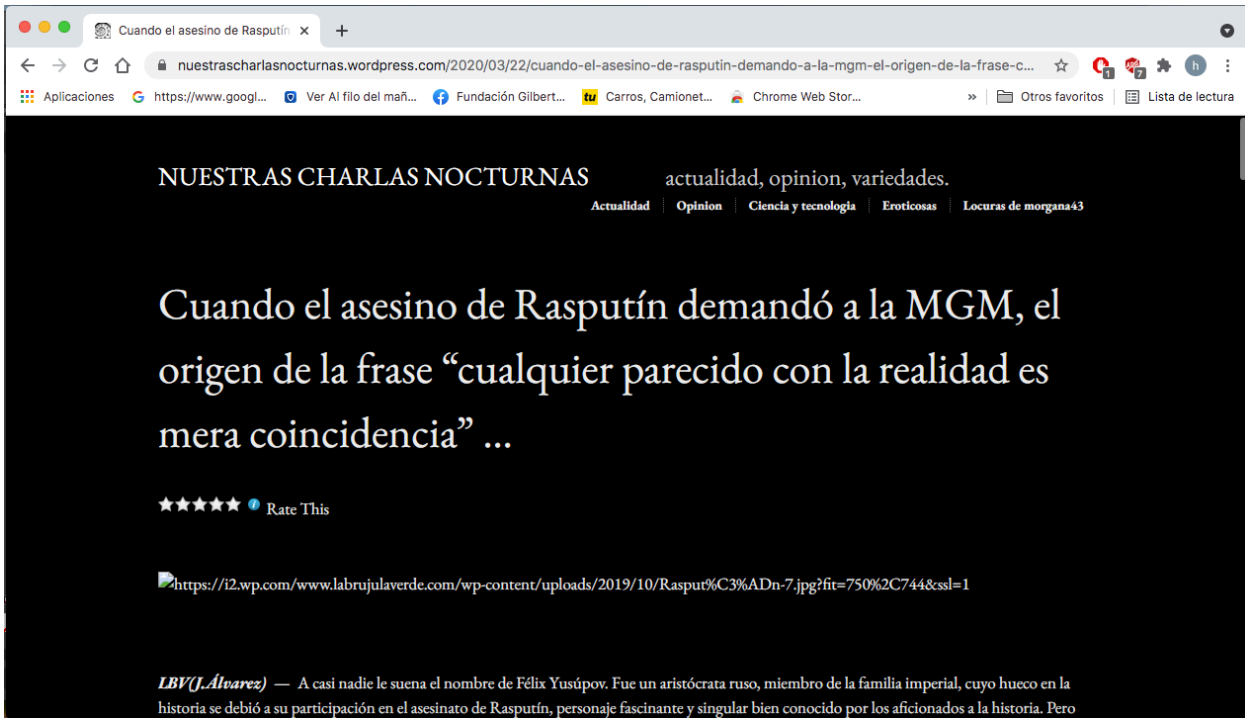 Cuando el asesino de Rasputín
nuestrascharlasnocturnas.wordpress.com/2020/03/22/cuando-el-asesino-de-rasputin-demando-a-la-mgm-el-origen-de-la-frase-c...
1
7
h
Aplicaciones
https://www.googl...
Ver Al filo del mañ...
Fundación Gilbert...
tu
Carros, Camionet...
Chrome Web Stor...
»
Otros favoritos
Lista de lectura
NUESTRAS CHARLAS NOCTURNAS
actualidad, opinion, variedades.
Actualidad
Opinion
Ciencia y tecnologia
Eroticosas
Locuras de morgana43
Cuando el asesino de Rasputín demandó a la MGM, el
origen de la frase “cualquier parecido con la realidad es
mera coincidencia” ...
Rate This
https://i2.wp.com/www.labrujulaverde.com/wp-content/uploads/2019/10/Rasput%C3%ADn-7.jpg?fit=750%2C744&ssl=1
LBV(J.Álvarez) — A casi nadie le suena el nombre de Félix Yusúpov. Fue un aristócrata ruso, miembro de la familia imperial, cuyo hueco en la
historia se debió a su participación en el asesinato de Rasputín, personaje fascinante y singular bien conocido por los aficionados a la historia. Pero